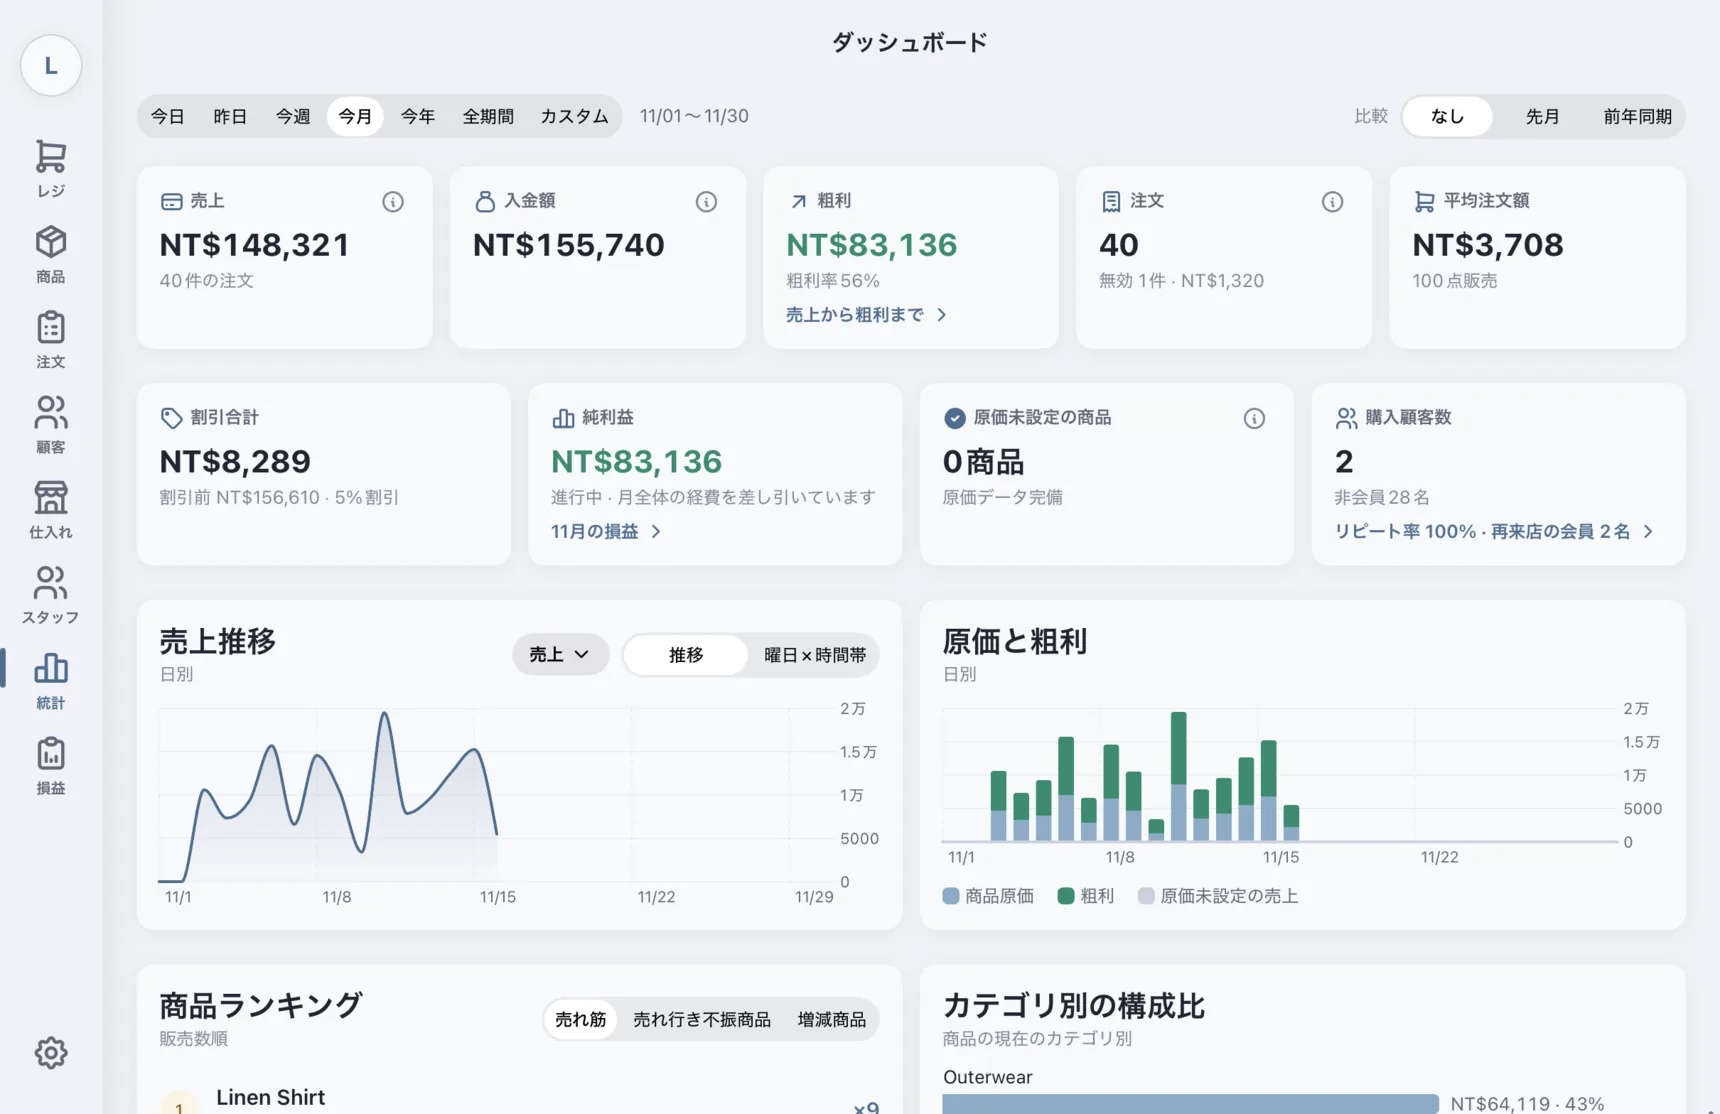 ダッシュボード
L
レジ
商品
注文
顧客
仕入れ
スタッフ
統計
損益
今日 昨日 今週 今月 今年 全期間 カスタム 11/01〜11/30
比較 なし 先月 前年同期
売上
NT$148,321
40件の注文
入金額
NT$155,740
粗利
NT$83,136
粗利率56%
売上から粗利まで
注文
40
無効 1件 · NT$1,320
平均注文額
NT$3,708
100点販売
割引合計
NT$8,289
割引前 NT$156,610 · 5%割引
純利益
NT$83,136
進行中 · 月全体の経費を差し引いています
11月の損益
原価未設定の商品
0商品
原価データ完備
購入顧客数
2
非会員28名
リピート率 100% · 再来店の会員 2名
売上推移
日別
売上 推移 曜日×時間帯
2万
1.5万
1万
5000
0
11/1 11/8 11/15 11/22 11/29
原価と粗利
日別
2万
1.5万
1万
5000
0
11/1 11/8 11/15 11/22
商品原価 粗利 原価未設定の売上
商品ランキング
販売数順
売れ筋 売れ行き不振商品 増減商品
1 Linen Shirt ×9
カテゴリ別の構成比
商品の現在のカテゴリ別
Outerwear
NT$64,119 · 43%